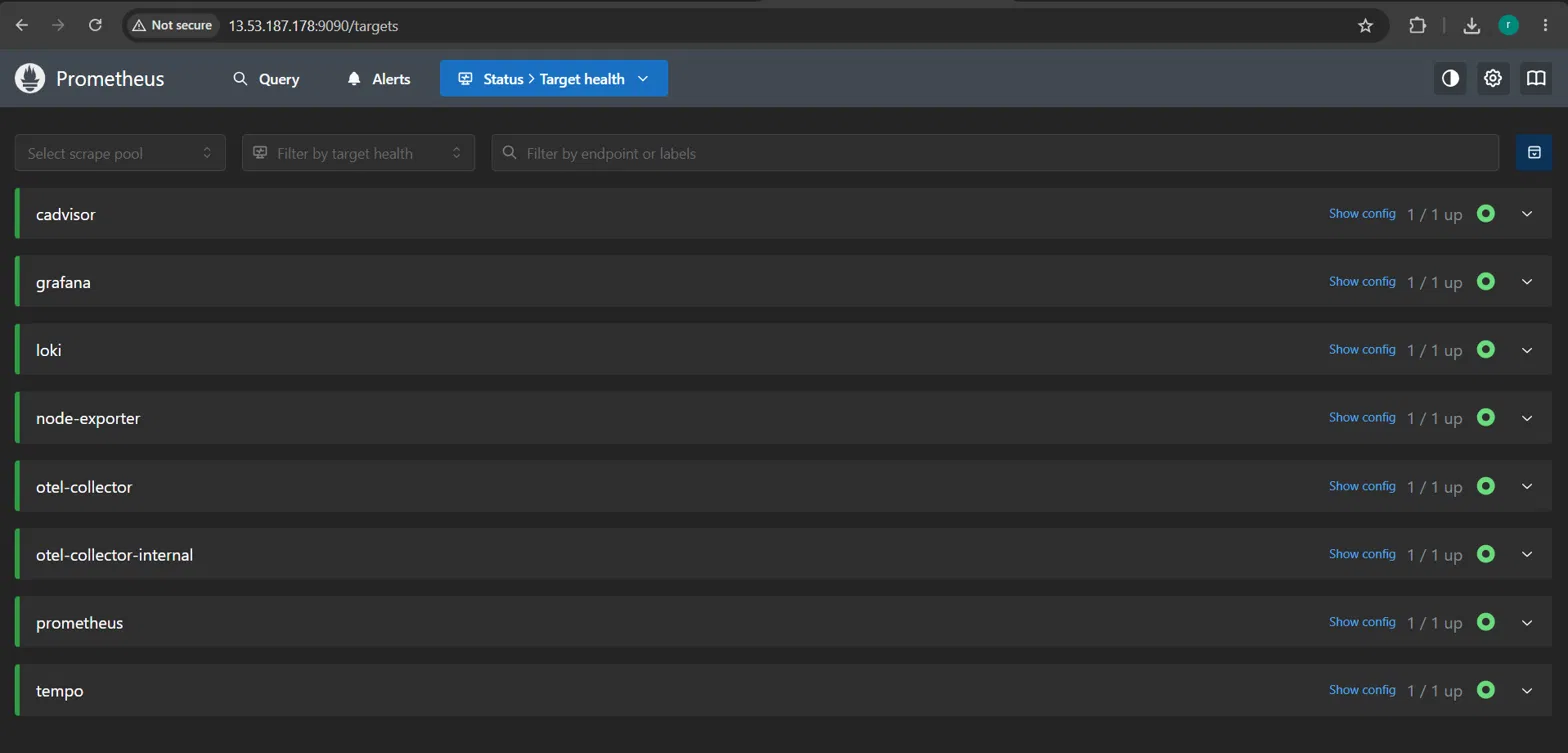 Not secure 13.53.187.178:9090/targets r
Prometheus Query Alerts Status > Target health
Select scrape pool Filter by target health Filter by endpoint or labels
cadvisor Show config 1 / 1 up
grafana Show config 1 / 1 up
loki Show config 1 / 1 up
node-exporter Show config 1 / 1 up
otel-collector Show config 1 / 1 up
otel-collector-internal Show config 1 / 1 up
prometheus Show config 1 / 1 up
tempo Show config 1 / 1 up